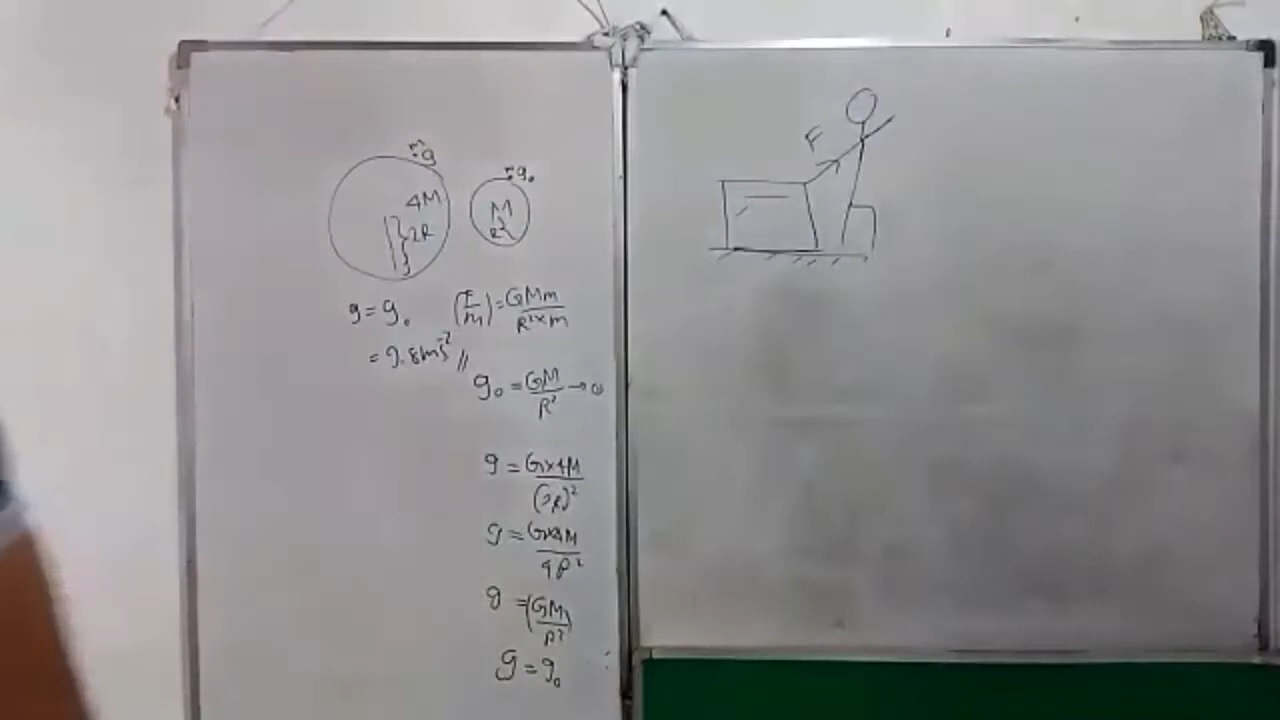 m
g
4M
2R
m
g₀
M
R
g = g₀
= 9.8ms⁻² //
(F/m) = GMm/R²×m
g₀ = GM/R² →
g = G×4M/(2R)²
g = G×4M/4R²
g = (GM/R²)
g = g₀
F